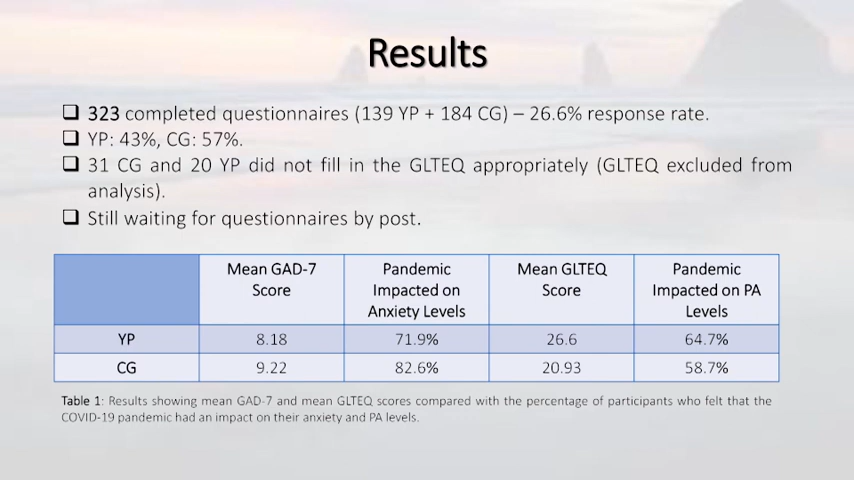 Results
❑ 323 completed questionnaires (139 YP + 184 CG) – 26.6% response rate.
❑ YP: 43%, CG: 57%.
❑ 31 CG and 20 YP did not fill in the GLTEQ appropriately (GLTEQ excluded from
analysis).
❑ Still waiting for questionnaires by post.
Mean GAD-7 Score | Pandemic Impacted on Anxiety Levels | Mean GLTEQ Score | Pandemic Impacted on PA Levels
YP | 8.18 | 71.9% | 26.6 | 64.7%
CG | 9.22 | 82.6% | 20.93 | 58.7%
Table 1: Results showing mean GAD-7 and mean GLTEQ scores compared with the percentage of participants who felt that the
COVID-19 pandemic had an impact on their anxiety and PA levels.